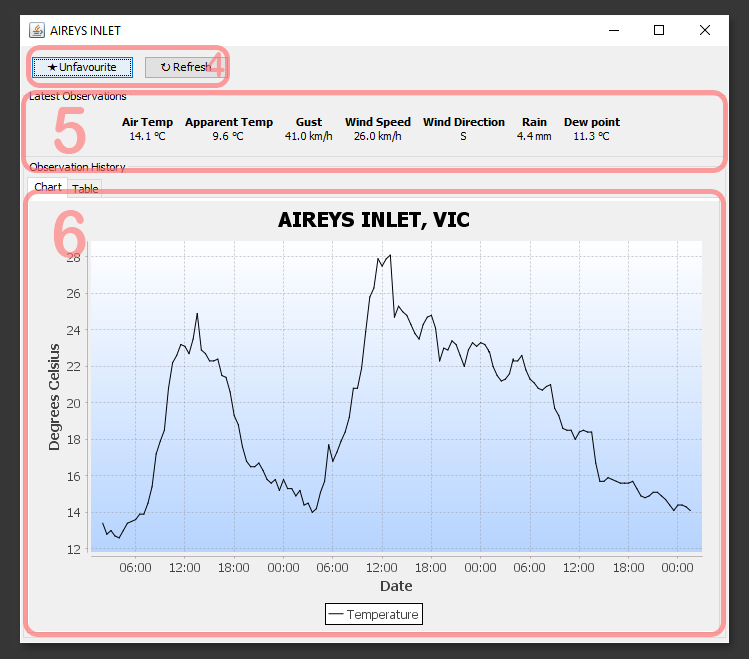 AIREYS INLET
★Unfavourite ↻ Refresh 4
Latest Observations
5
Air Temp Apparent Temp Gust Wind Speed Wind Direction Rain Dew point
14.1 ºC 9.6 ºC 41.0 km/h 26.0 km/h S 4.4 mm 11.3 ºC
Observation History
Chart Table
6
AIREYS INLET, VIC
28
26
24
22
20
18
16
14
12
Degrees Celsius
06:00 12:00 18:00 00:00 06:00 12:00 18:00 00:00 06:00 12:00 18:00 00:00
Date
Temperature